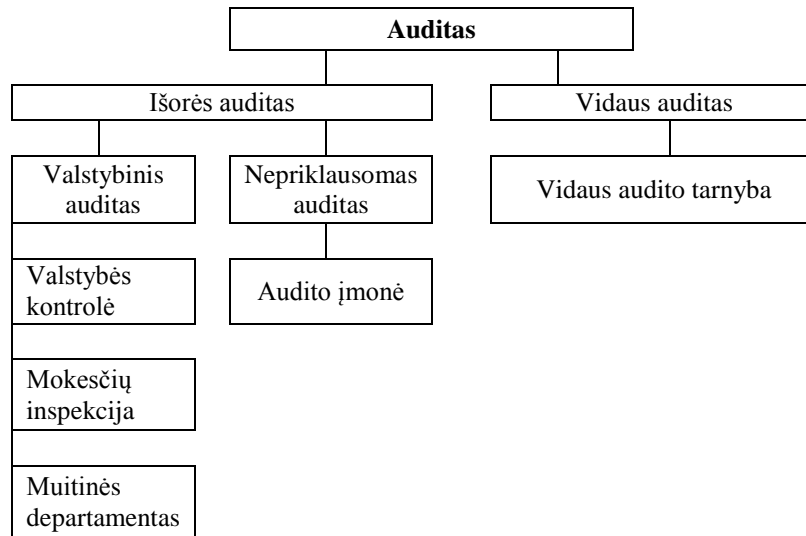 Auditas
Išorės auditas
Vidaus auditas
Valstybinis
auditas
Nepriklausomas
auditas
Vidaus audito tarnyba
Valstybės
kontrolė
Audito įmonė
Mokesčių
inspekcija
Muitinės
departamentas